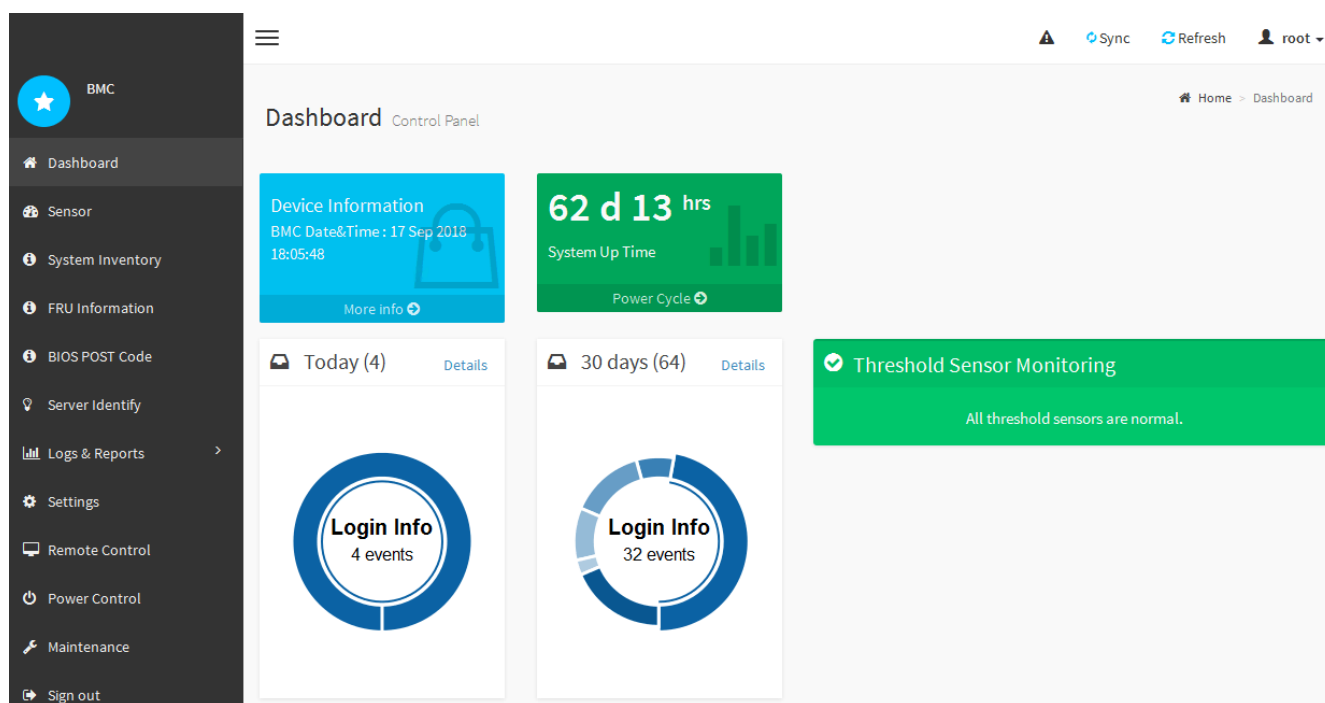 Sync
Refresh
root
BMC
Home > Dashboard
Dashboard Control Panel
Dashboard
Sensor
System Inventory
FRU Information
BIOS POST Code
Server Identify
Logs & Reports >
Settings
Remote Control
Power Control
Maintenance
Sign out
Device Information
BMC Date&Time : 17 Sep 2018
18:05:48
More info
62 d 13 hrs
System Up Time
Power Cycle
Today (4) Details
Login Info
4 events
30 days (64) Details
Login Info
32 events
Threshold Sensor Monitoring
All threshold sensors are normal.